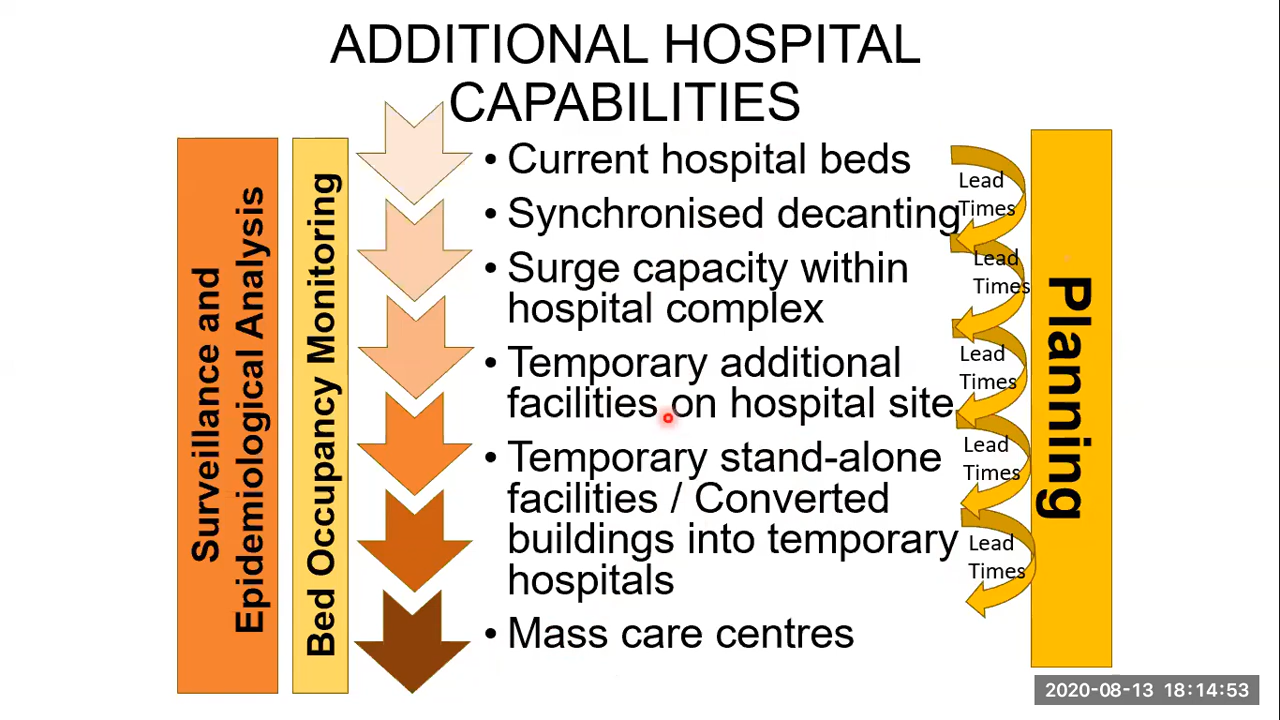 ADDITIONAL HOSPITAL
CAPABILITIES
Surveillance and
Epidemiological Analysis
Bed Occupancy Monitoring
• Current hospital beds
• Synchronised decanting
• Surge capacity within
hospital complex
• Temporary additional
facilities on hospital site
• Temporary stand-alone
facilities / Converted
buildings into temporary
hospitals
• Mass care centres
Lead
Times
Lead
Times
Lead
Times
Lead
Times
Lead
Times
Planning
2020-08-13 18:14:53